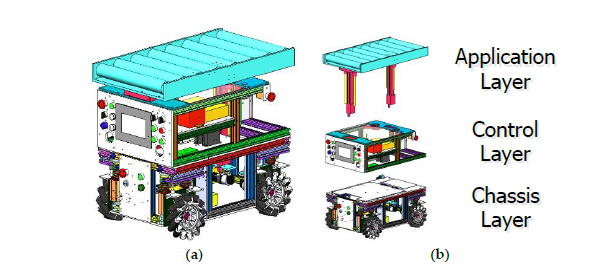 Application
Layer
Control
Layer
Chassis
Layer
(a)
(b)